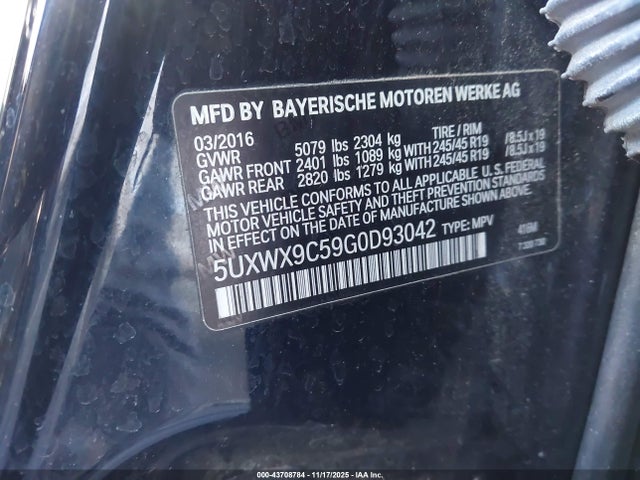 MFD BY BAYERISCHE MOTOREN WERKE AG
03/2016 TIRE / RIM
GVWR 5079 lbs 2304 kg
GAWR FRONT 2401 lbs 1089 kg WITH 245/45 R19 /8.5J x 19
GAWR REAR 2820 lbs 1279 kg WITH 245/45 R19 /8.5J x 19
THIS VEHICLE CONFORMS TO ALL APPLICABLE U.S. FEDERAL
MOTOR VEHICLE SAFETY AND THEFT PREVENTION STANDARDS
IN EFFECT ON THE DATE OF MANUFACTURE SHOWN ABOVE.
5UXWX9C59G0D93042 TYPE: MPV 416M
000-43708784 - 11/17/2025 - IAA Inc.